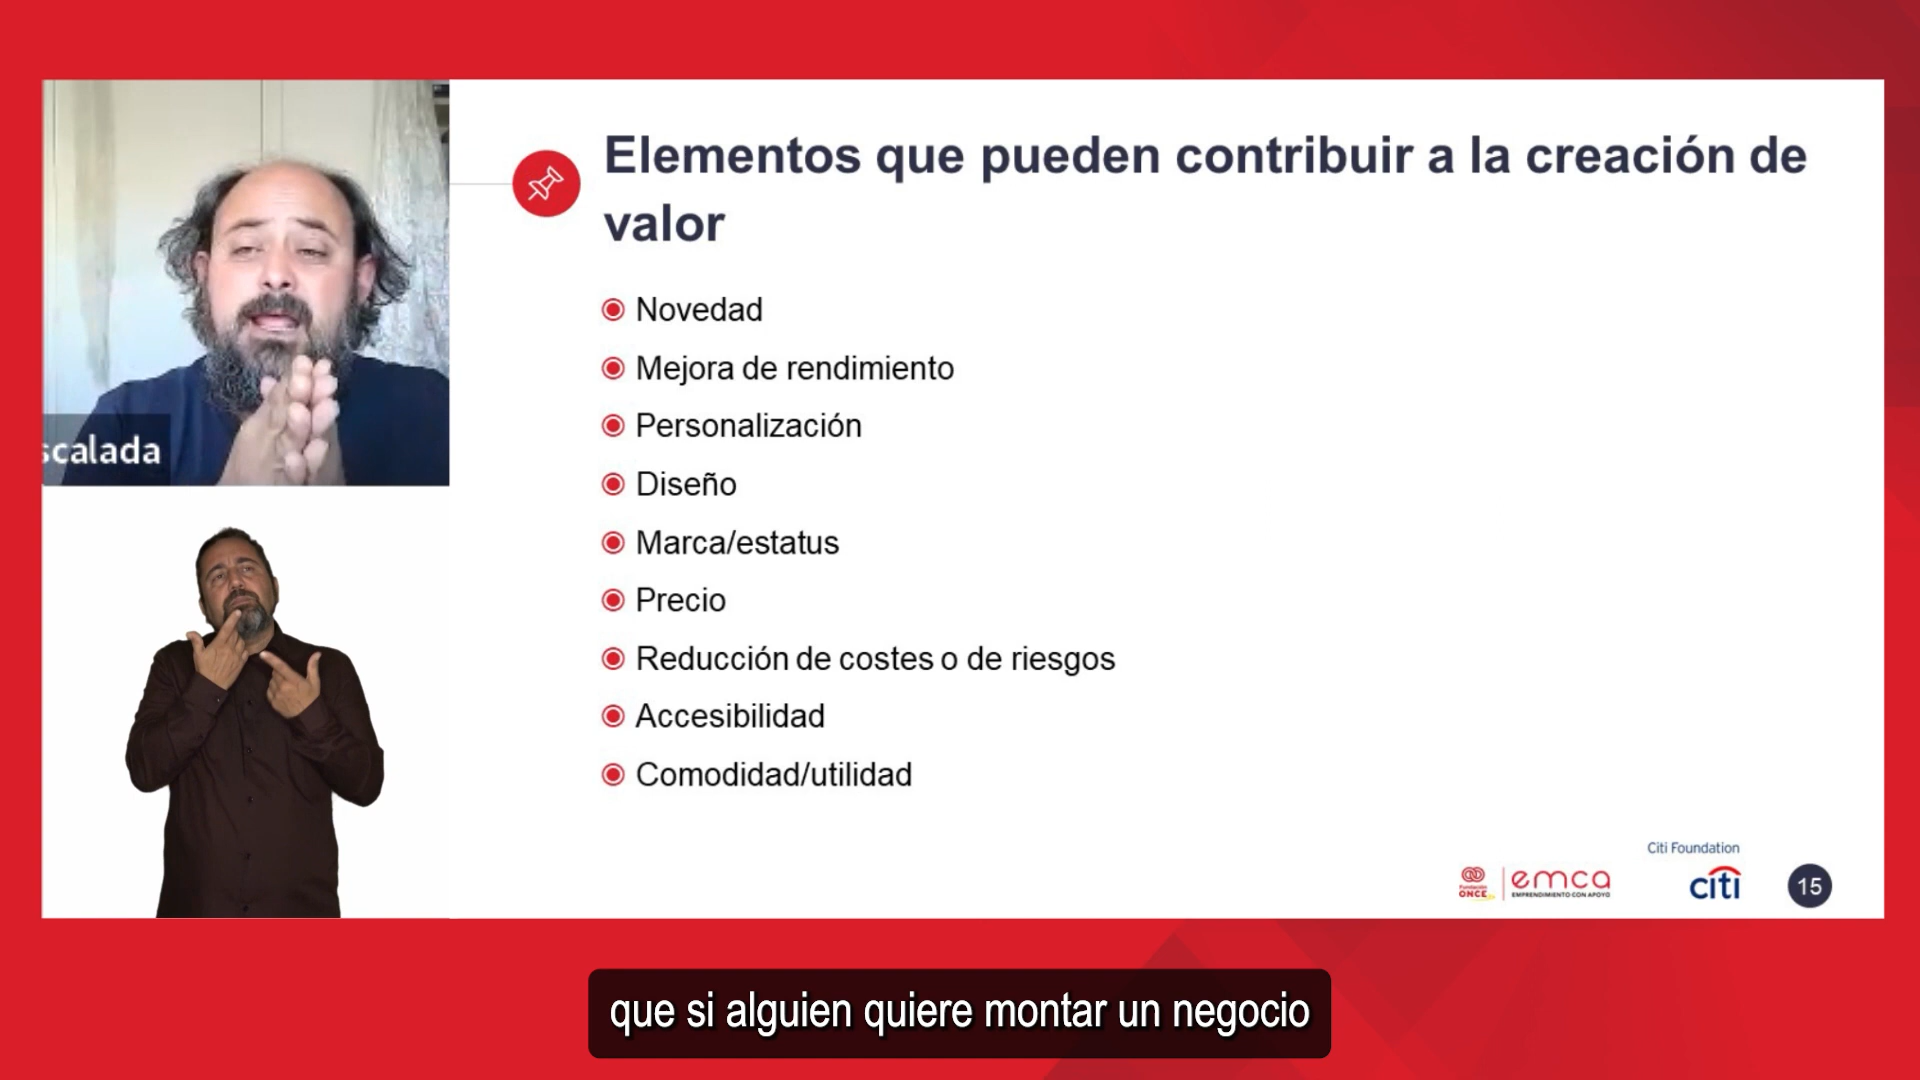 Elementos que pueden contribuir a la creación de
valor
Novedad
Mejora de rendimiento
Personalización
Diseño
Marca/estatus
Precio
Reducción de costes o de riesgos
Accesibilidad
Comodidad/utilidad
scalada
Citi Foundation
citi
Fundación
ONCE
emca
EMPRENDIMIENTO CON APOYO
15
que si alguien quiere montar un negocio